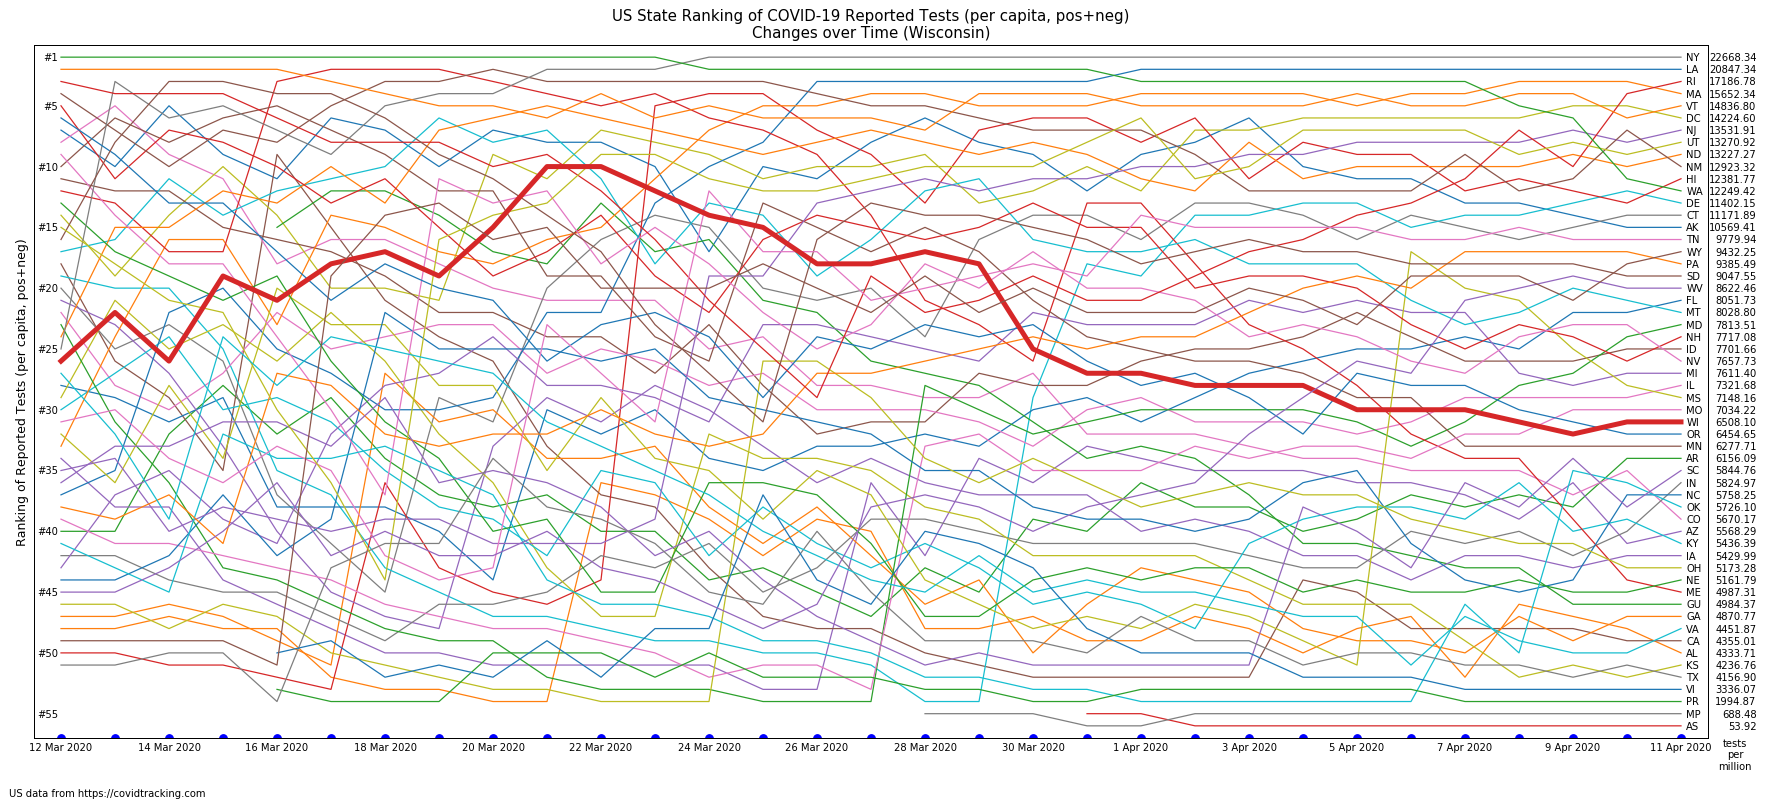 US State Ranking of COVID-19 Reported Tests (per capita, pos+neg)
Changes over Time (Wisconsin)
Ranking of Reported Tests (per capita, pos+neg)
#1
#5
#10
#15
#20
#25
#30
#35
#40
#45
#50
#55
NY 22668.34
LA 20847.34
RI 17186.78
MA 15652.34
VT 14836.80
DC 14224.60
NJ 13531.91
UT 13270.92
ND 13227.27
NM 12923.32
HI 12381.77
WA 12249.42
DE 11402.15
CT 11171.89
AK 10569.41
TN 9779.94
WY 9432.25
PA 9385.49
SD 9047.55
WV 8622.46
FL 8051.73
MT 8028.80
MD 7813.51
NH 7717.08
ID 7701.66
NV 7657.73
MI 7611.40
IL 7321.68
MS 7148.16
MO 7034.22
WI 6508.10
OR 6454.65
MN 6277.71
AR 6156.09
SC 5844.76
IN 5824.97
NC 5758.25
OK 5726.10
CO 5670.17
AZ 5568.29
KY 5436.39
IA 5429.99
OH 5173.28
NE 5161.79
ME 4987.31
GU 4984.37
GA 4870.77
VA 4451.87
CA 4355.01
AL 4333.71
KS 4236.76
TX 4156.90
VI 3336.07
PR 1994.87
MP 688.48
AS 53.92
12 Mar 2020 14 Mar 2020 16 Mar 2020 18 Mar 2020 20 Mar 2020 22 Mar 2020 24 Mar 2020 26 Mar 2020 28 Mar 2020 30 Mar 2020 1 Apr 2020 3 Apr 2020 5 Apr 2020 7 Apr 2020 9 Apr 2020 11 Apr 2020
tests
per
million
US data from https://covidtracking.com